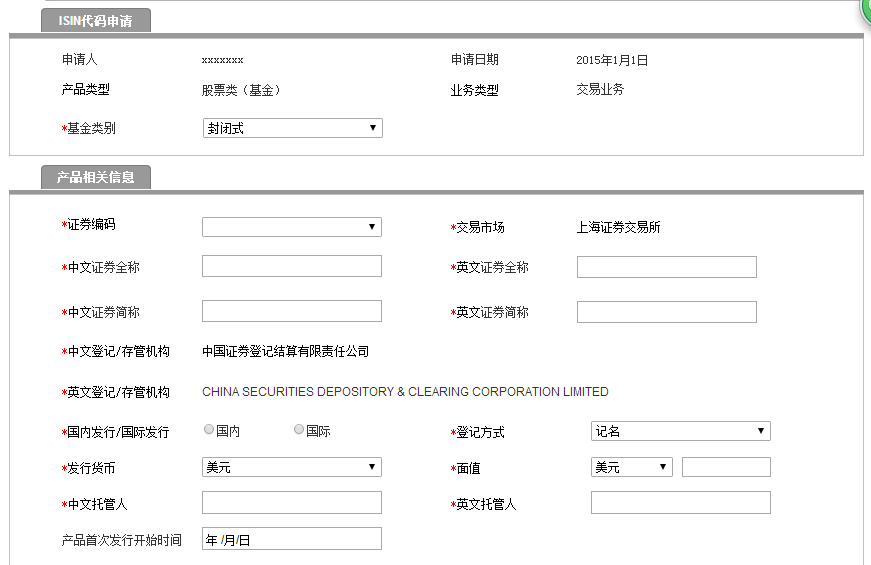 ISIN代码申请
申请人 xxxxxxx 申请日期 2015年1月1日
产品类型 股票类（基金） 业务类型 交易业务
*基金类别 封闭式
产品相关信息
*证券编码 *交易市场 上海证券交易所
*中文证券全称 *英文证券全称
*中文证券简称 *英文证券简称
*中文登记/存管机构 中国证券登记结算有限责任公司
*英文登记/存管机构 CHINA SECURITIES DEPOSITORY & CLEARING CORPORATION LIMITED
*国内发行/国际发行 国内 国际 *登记方式 记名
*发行货币 美元 *面值 美元
*中文托管人 *英文托管人
产品首次发行开始时间 年 /月/日